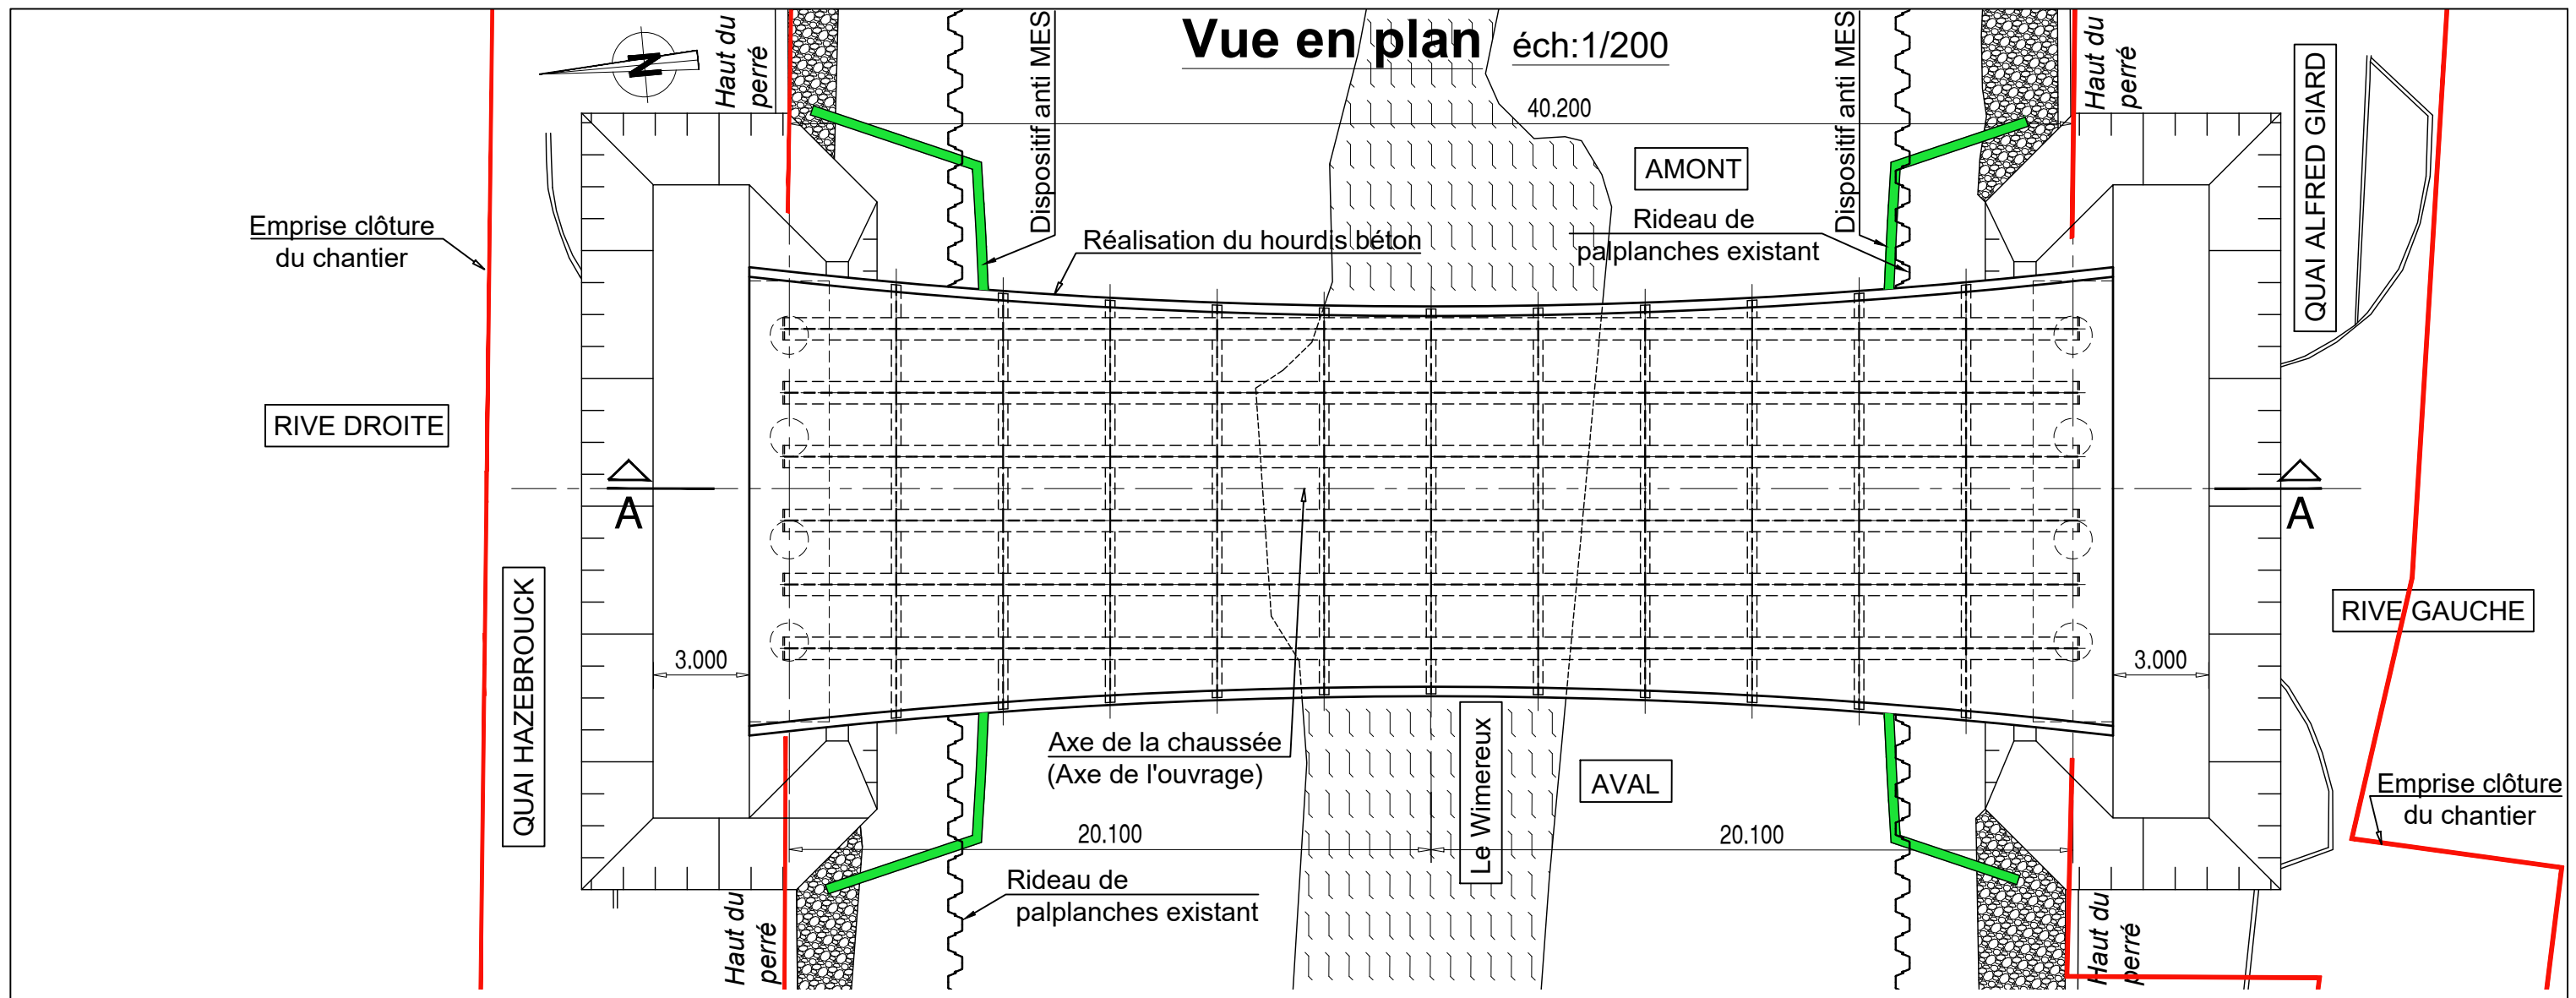 Vue en plan éch:1/200
N
Haut du
perré
Dispositif anti MES
Dispositif anti MES
Haut du
perré
QUAI ALFRED GIARD
40.200
AMONT
Emprise clôture
du chantier
Réalisation du hourdis béton
Rideau de
palplanches existant
RIVE DROITE
A
A
QUAI HAZEBROUCK
RIVE GAUCHE
3.000
3.000
Axe de la chaussée
(Axe de l'ouvrage)
Le Wimereux
AVAL
Emprise clôture
du chantier
20.100
20.100
Rideau de
palplanches existant
Haut du
perré
Haut du
perré